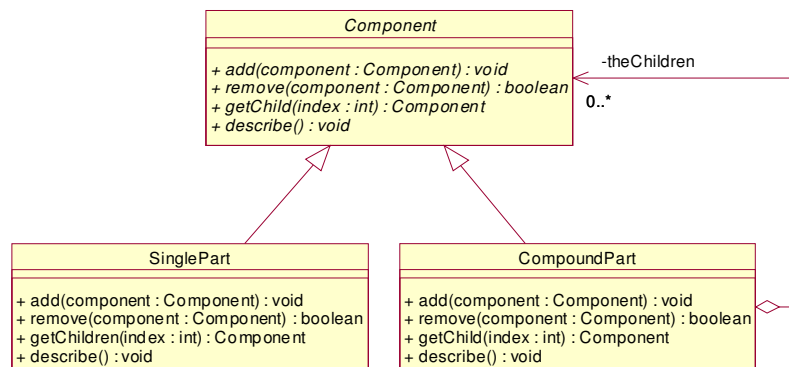 Component
+ add(component : Component) : void
+ remove(component : Component) : boolean
+ getChild(index : int) : Component
+ describe() : void
-theChildren
0..*
SinglePart
+ add(component : Component) : void
+ remove(component : Component) : boolean
+ getChildren(index : int) : Component
+ describe() : void
CompoundPart
+ add(component : Component) : void
+ remove(component : Component) : boolean
+ getChild(index : int) : Component
+ describe() : void